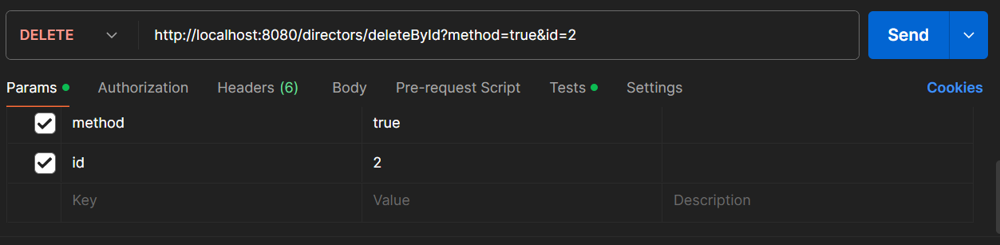 DELETE http://localhost:8080/directors/deleteById?method=true&id=2 Send
Params Authorization Headers (6) Body Pre-request Script Tests Settings Cookies
method true
id 2
Key Value Description